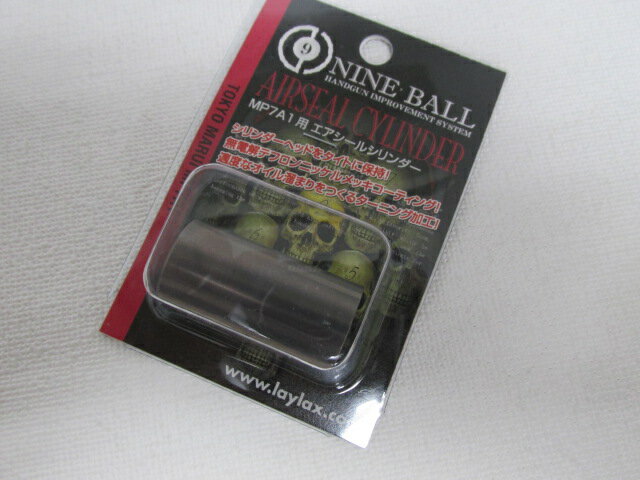 9
NINE BALL
HANDGUN IMPROVEMENT SYSTEM
AIRSEAL CYLINDER
MP7A1用 エアシールシリンダー
シリンダーヘッドをタイトに保持!
無電解テフロンニッケルメッキコーティング!
適度なオイル溜まりをつくるターニング加工!
TOKYO MARUI
6
5
www.laylax.co